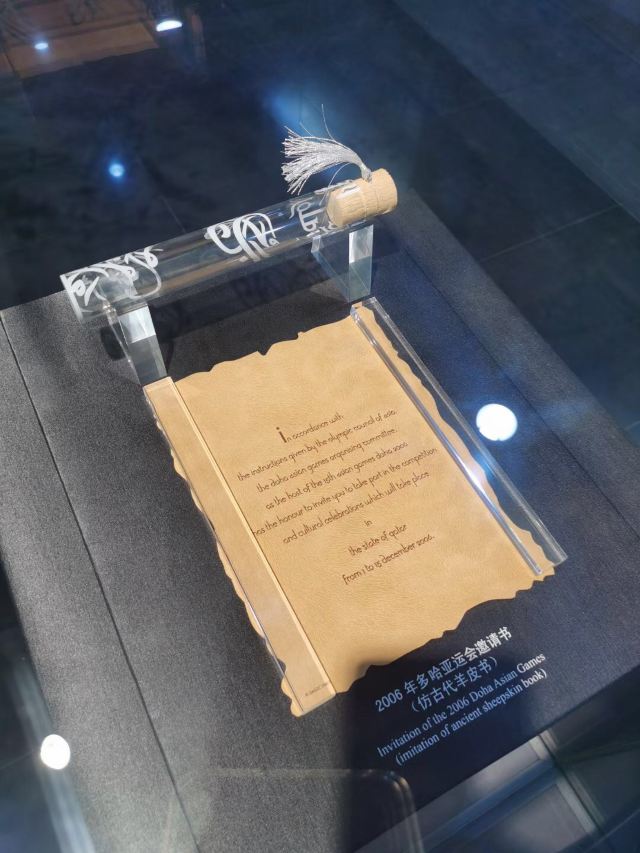 in accordance with
the instructions given by the olympic council of asia,
the doha asian games organising committee,
as the host of the 15th asian games doha 2006
has the honour to invite you to take part in the competition
and cultural celebrations which will take place
in
the state of qatar
from 1 to 15 december 2006.
2006 年多哈亚运会邀请书
（仿古代羊皮书）
Invitation of the 2006 Doha Asian Games
(imitation of ancient sheepskin book)